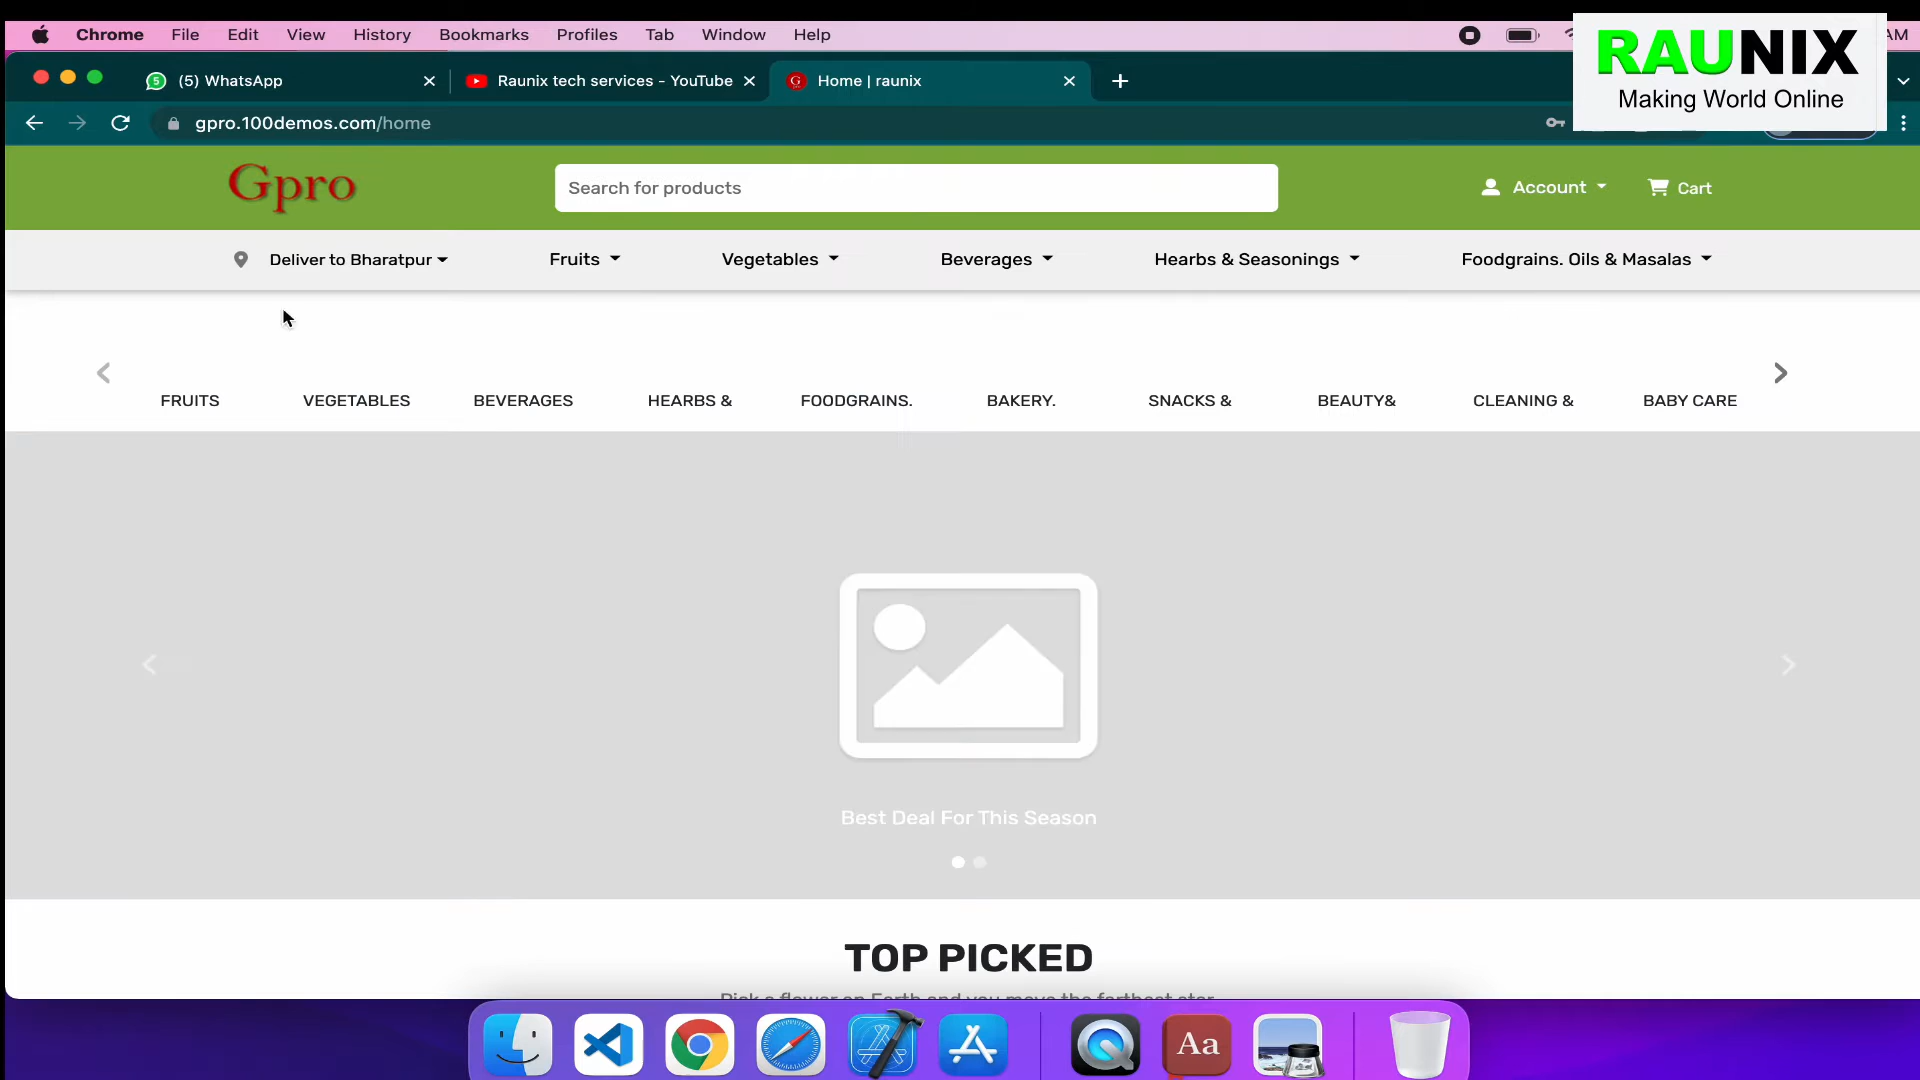 Chrome File Edit View History Bookmarks Profiles Tab Window Help
AM
RAUNIX
Making World Online
(5) WhatsApp
Raunix tech services - YouTube
Home | raunix
gpro.100demos.com/home
Gpro
Search for products
Account
Cart
Deliver to Bharatpur
Fruits
Vegetables
Beverages
Hearbs & Seasonings
Foodgrains. Oils & Masalas
FRUITS
VEGETABLES
BEVERAGES
HEARBS &
FOODGRAINS.
BAKERY.
SNACKS &
BEAUTY&
CLEANING &
BABY CARE
Best Deal For This Season
TOP PICKED
Pick a flower on Earth and you move the farthest star
Aa